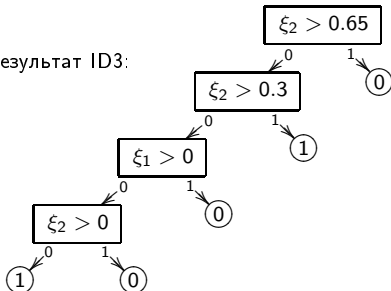 ξ₂ > 0.65
езультат ID3:
0 1
ξ₂ > 0.3 0
0 1
ξ₁ > 0 1
0 1
ξ₂ > 0 0
0 1
1 0